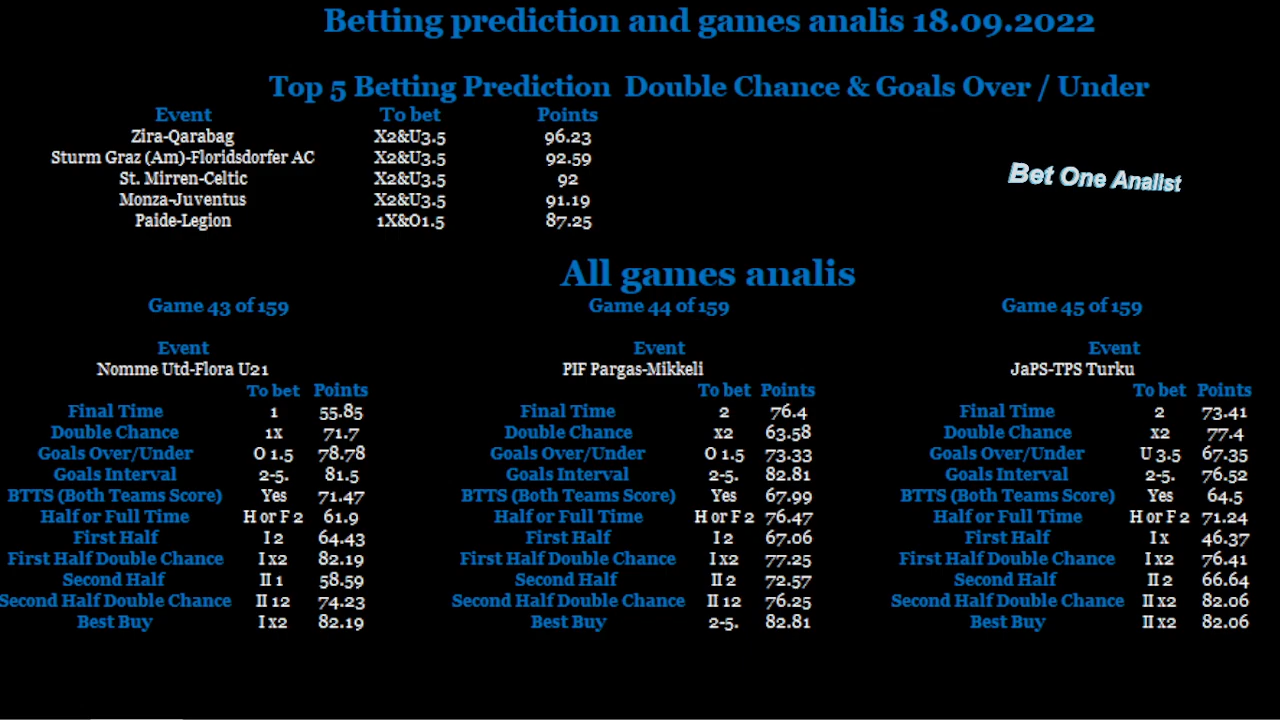 Betting prediction and games analis 18.09.2022
Top 5 Betting Prediction Double Chance & Goals Over / Under
Event To bet Points
Zira-Qarabag X2&U3.5 96.23
Sturm Graz (Am)-Floridsdorfer AC X2&U3.5 92.59
St. Mirren-Celtic X2&U3.5 92
Monza-Juventus X2&U3.5 91.19
Paide-Legion 1X&O1.5 87.25
Bet One Analist
All games analis
Game 43 of 159 Game 44 of 159 Game 45 of 159
Event Event Event
Nomme Utd-Flora U21 PIF Pargas-Mikkeli JaPS-TPS Turku
To bet Points To bet Points To bet Points
Final Time 1 55.85 Final Time 2 76.4 Final Time 2 73.41
Double Chance 1x 71.7 Double Chance x2 63.58 Double Chance x2 77.4
Goals Over/Under O 1.5 78.78 Goals Over/Under O 1.5 73.33 Goals Over/Under U 3.5 67.35
Goals Interval 2-5. 81.5 Goals Interval 2-5. 82.81 Goals Interval 2-5. 76.52
BTTS (Both Teams Score) Yes 71.47 BTTS (Both Teams Score) Yes 67.99 BTTS (Both Teams Score) Yes 64.5
Half or Full Time H or F 2 61.9 Half or Full Time H or F 2 76.47 Half or Full Time H or F 2 71.24
First Half I 2 64.43 First Half I 2 67.06 First Half I x 46.37
First Half Double Chance I x2 82.19 First Half Double Chance I x2 77.25 First Half Double Chance I x2 76.41
Second Half II 1 58.59 Second Half II 2 72.57 Second Half II 2 66.64
Second Half Double Chance II 12 74.23 Second Half Double Chance II 12 76.25 Second Half Double Chance II x2 82.06
Best Buy I x2 82.19 Best Buy 2-5. 82.81 Best Buy II x2 82.06